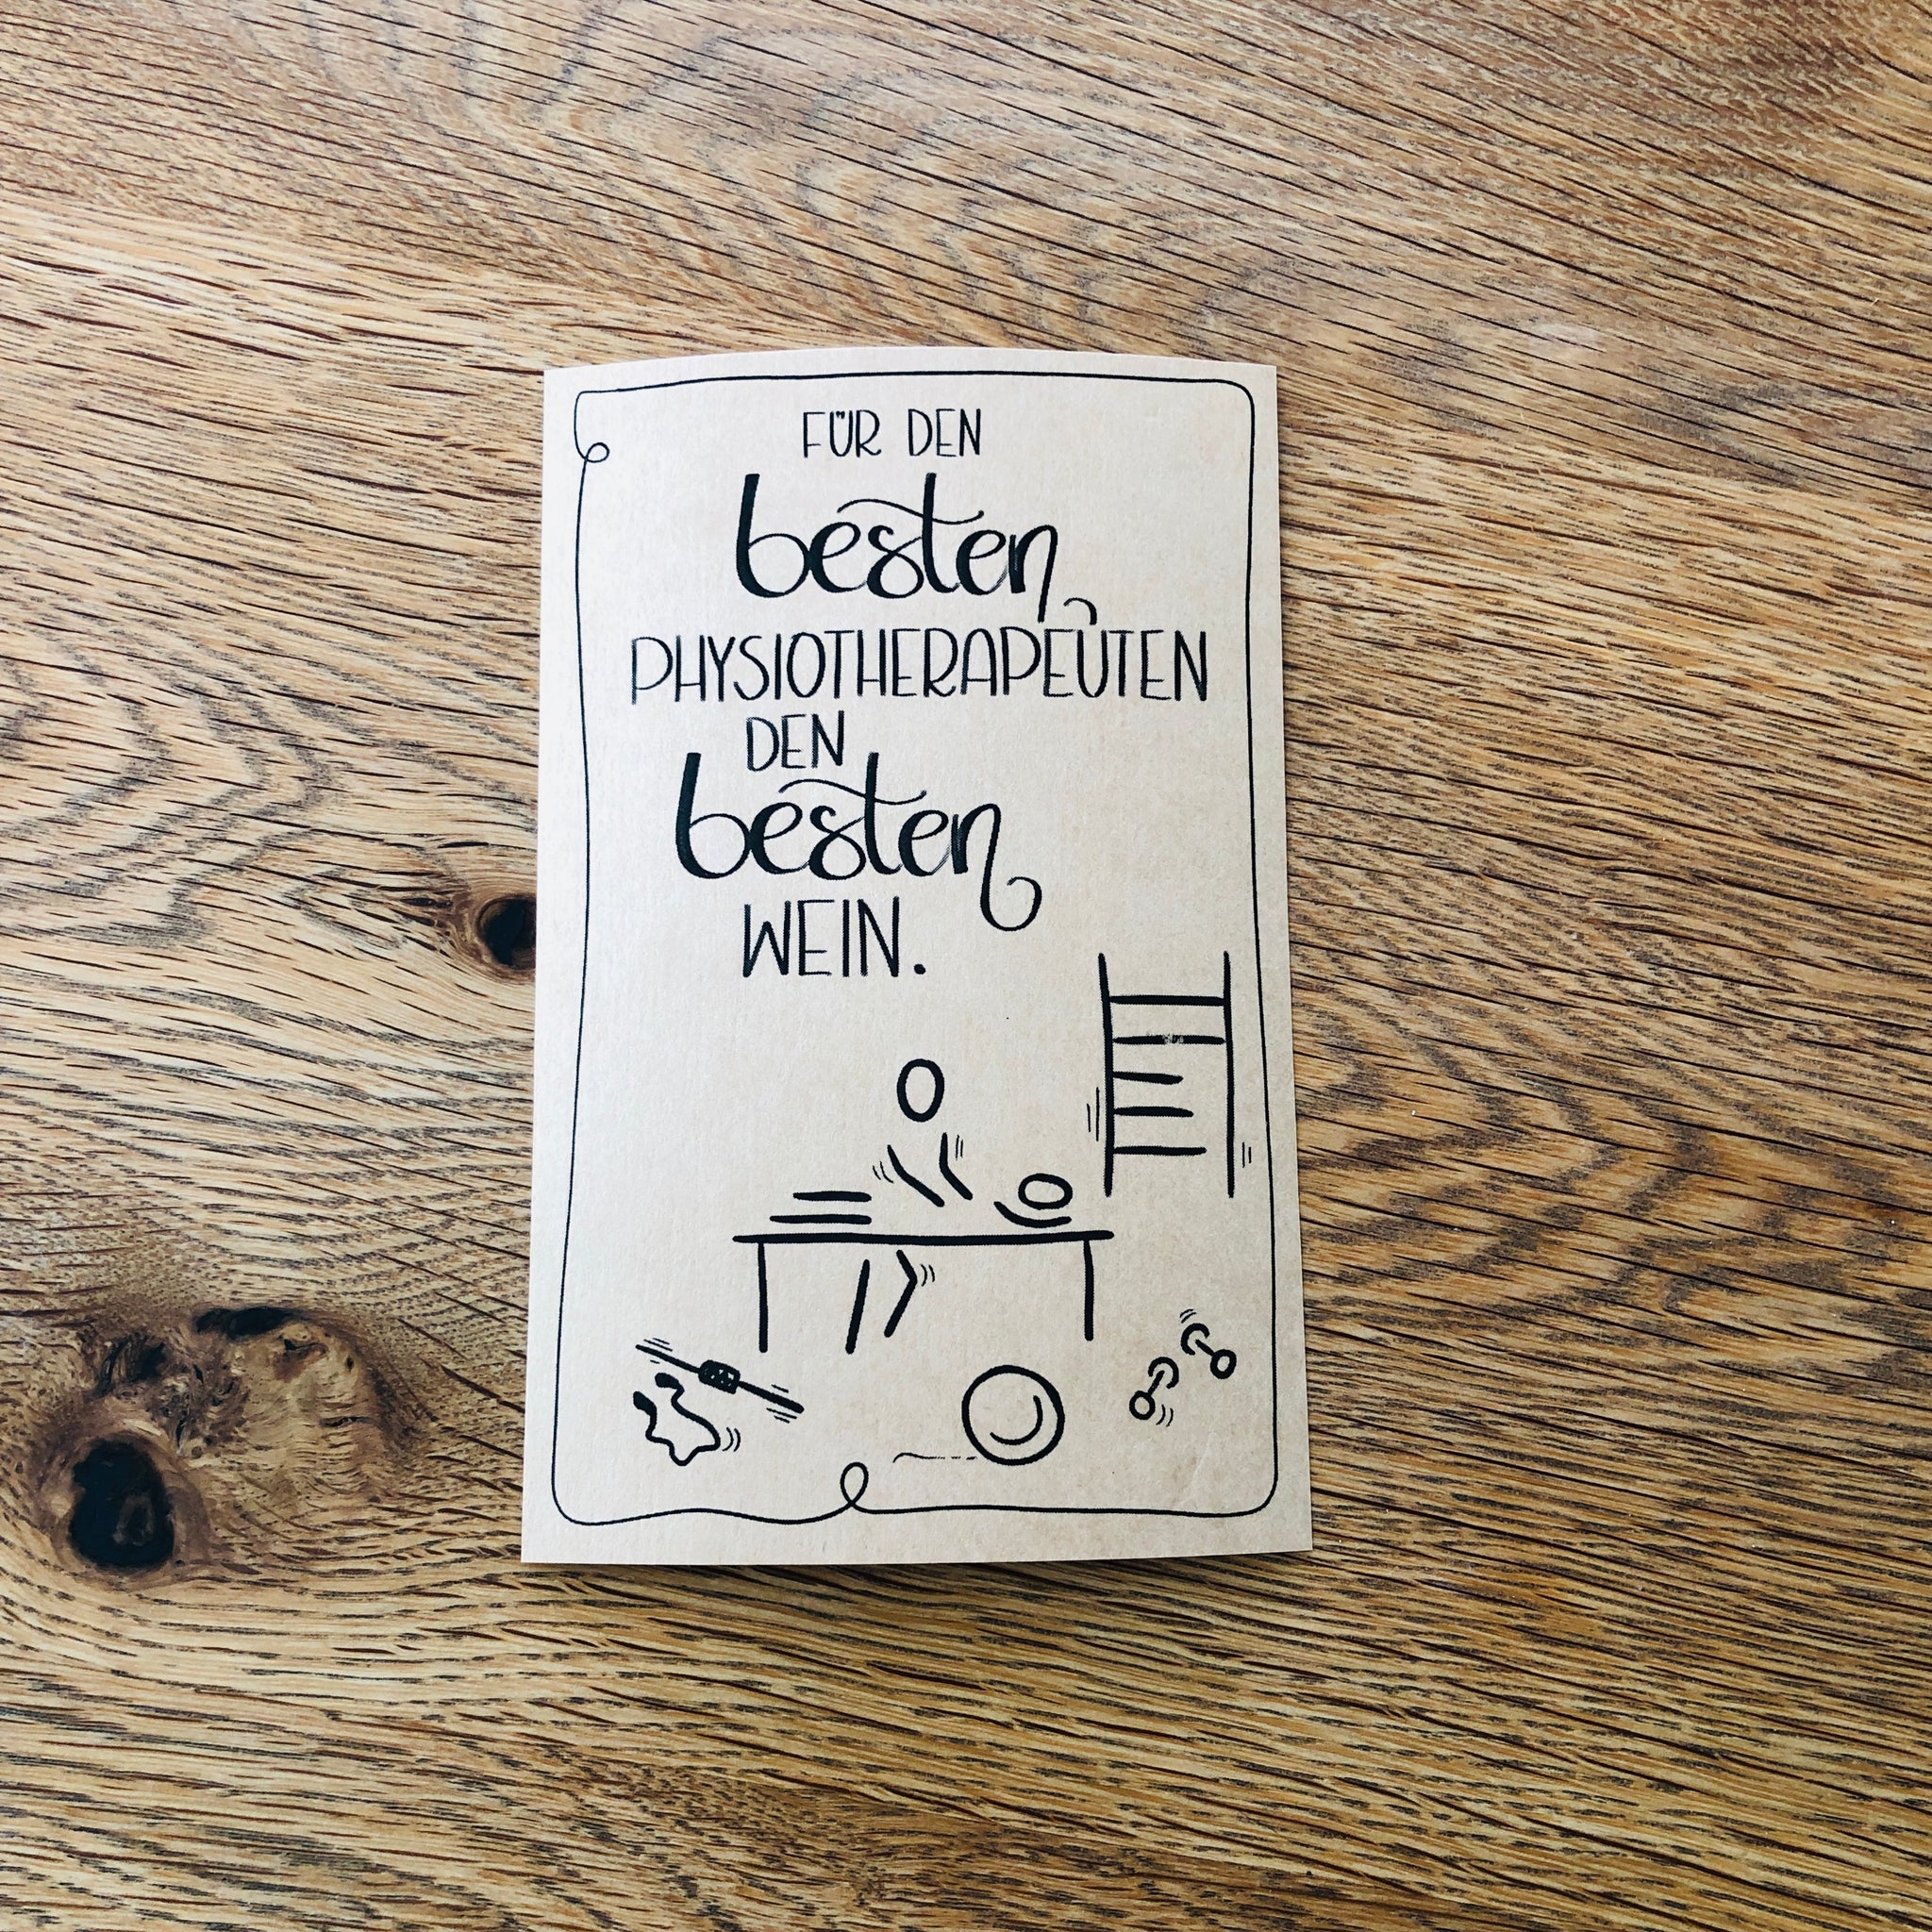 FÜR DEN
besten
PHYSIOTHERAPEUTEN
DEN
besten
WEIN.